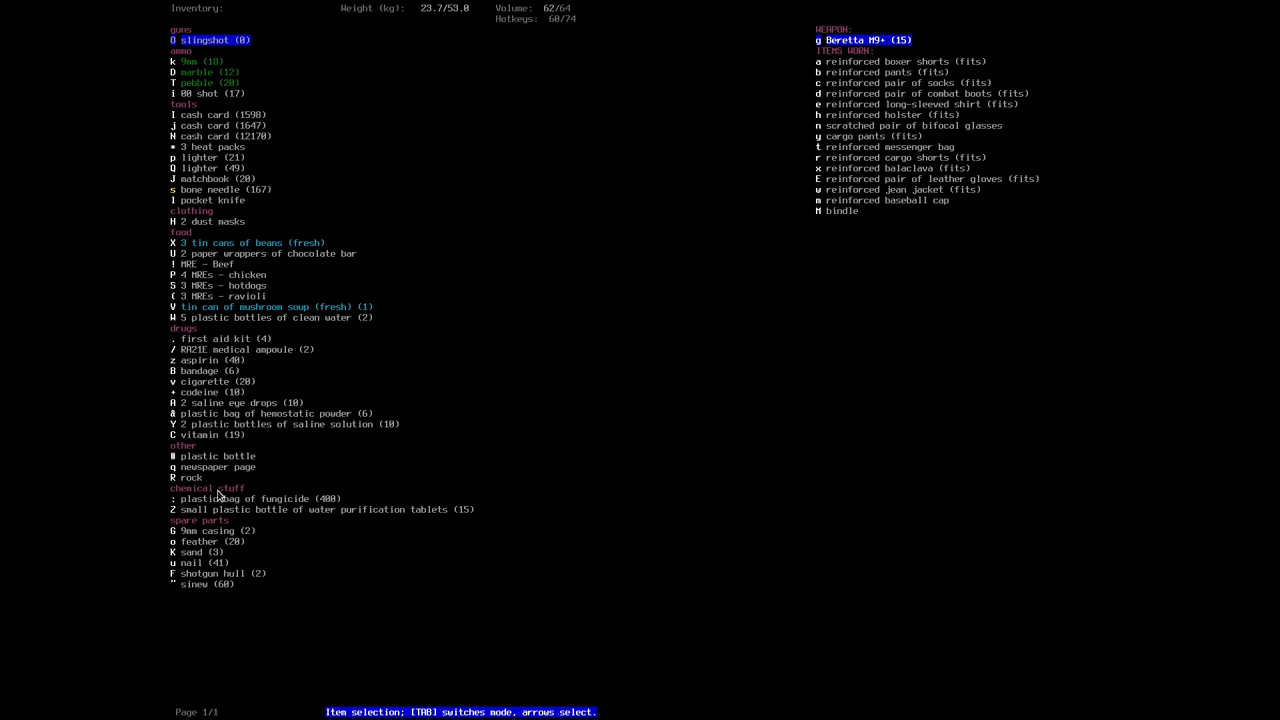 Inventory: Weight (kg): 23.7/53.0 Volume: 62/64
Hotkeys: 60/74
guns
O slingshot (0)
ammo
k 9mm (18)
D marble (12)
T pebble (20)
i 00 shot (17)
tools
I cash card (1598)
j cash card (1647)
N cash card (12170)
* 3 heat packs
p lighter (21)
Q lighter (49)
J matchbook (20)
s bone needle (167)
l pocket knife
clothing
H 2 dust masks
food
X 3 tin cans of beans (fresh)
U 2 paper wrappers of chocolate bar
! MRE - Beef
P 4 MREs - chicken
S 3 MREs - hotdogs
( 3 MREs - ravioli
V tin can of mushroom soup (fresh) (1)
W 5 plastic bottles of clean water (2)
drugs
. first aid kit (4)
/ RA21E medical ampoule (2)
z aspirin (40)
B bandage (6)
v cigarette (20)
+ codeine (10)
A 2 saline eye drops (10)
& plastic bag of hemostatic powder (6)
Y 2 plastic bottles of saline solution (10)
C vitamin (19)
other
# plastic bottle
q newspaper page
R rock
chemical stuff
: plastic bag of fungicide (400)
Z small plastic bottle of water purification tablets (15)
spare parts
G 9mm casing (2)
o feather (20)
K sand (3)
u nail (41)
F shotgun hull (2)
" sinew (60)
WEAPON:
g Beretta M9+ (15)
ITEMS WORN:
a reinforced boxer shorts (fits)
b reinforced pants (fits)
c reinforced pair of socks (fits)
d reinforced pair of combat boots (fits)
e reinforced long-sleeved shirt (fits)
h reinforced holster (fits)
n scratched pair of bifocal glasses
y cargo pants (fits)
t reinforced messenger bag
r reinforced cargo shorts (fits)
x reinforced balaclava (fits)
E reinforced pair of leather gloves (fits)
w reinforced jean jacket (fits)
m reinforced baseball cap
M bindle
Page 1/1 Item selection; [TAB] switches mode, arrows select.